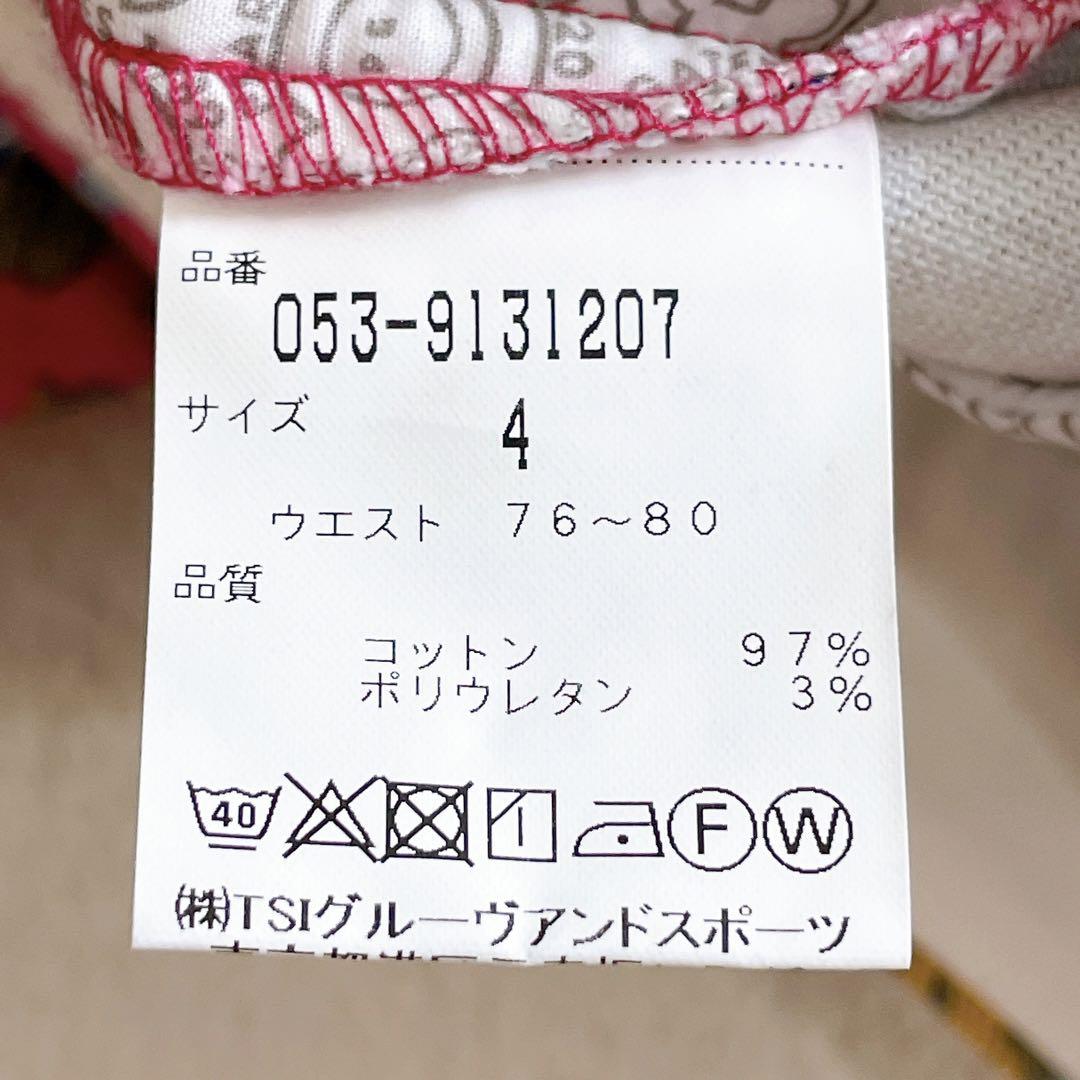 品番
053-9131207
サイズ 4
ウエスト 76～80
品質
コットン 97%
ポリウレタン 3%
40
F W
㈱TSIグルーヴアンドスポーツ